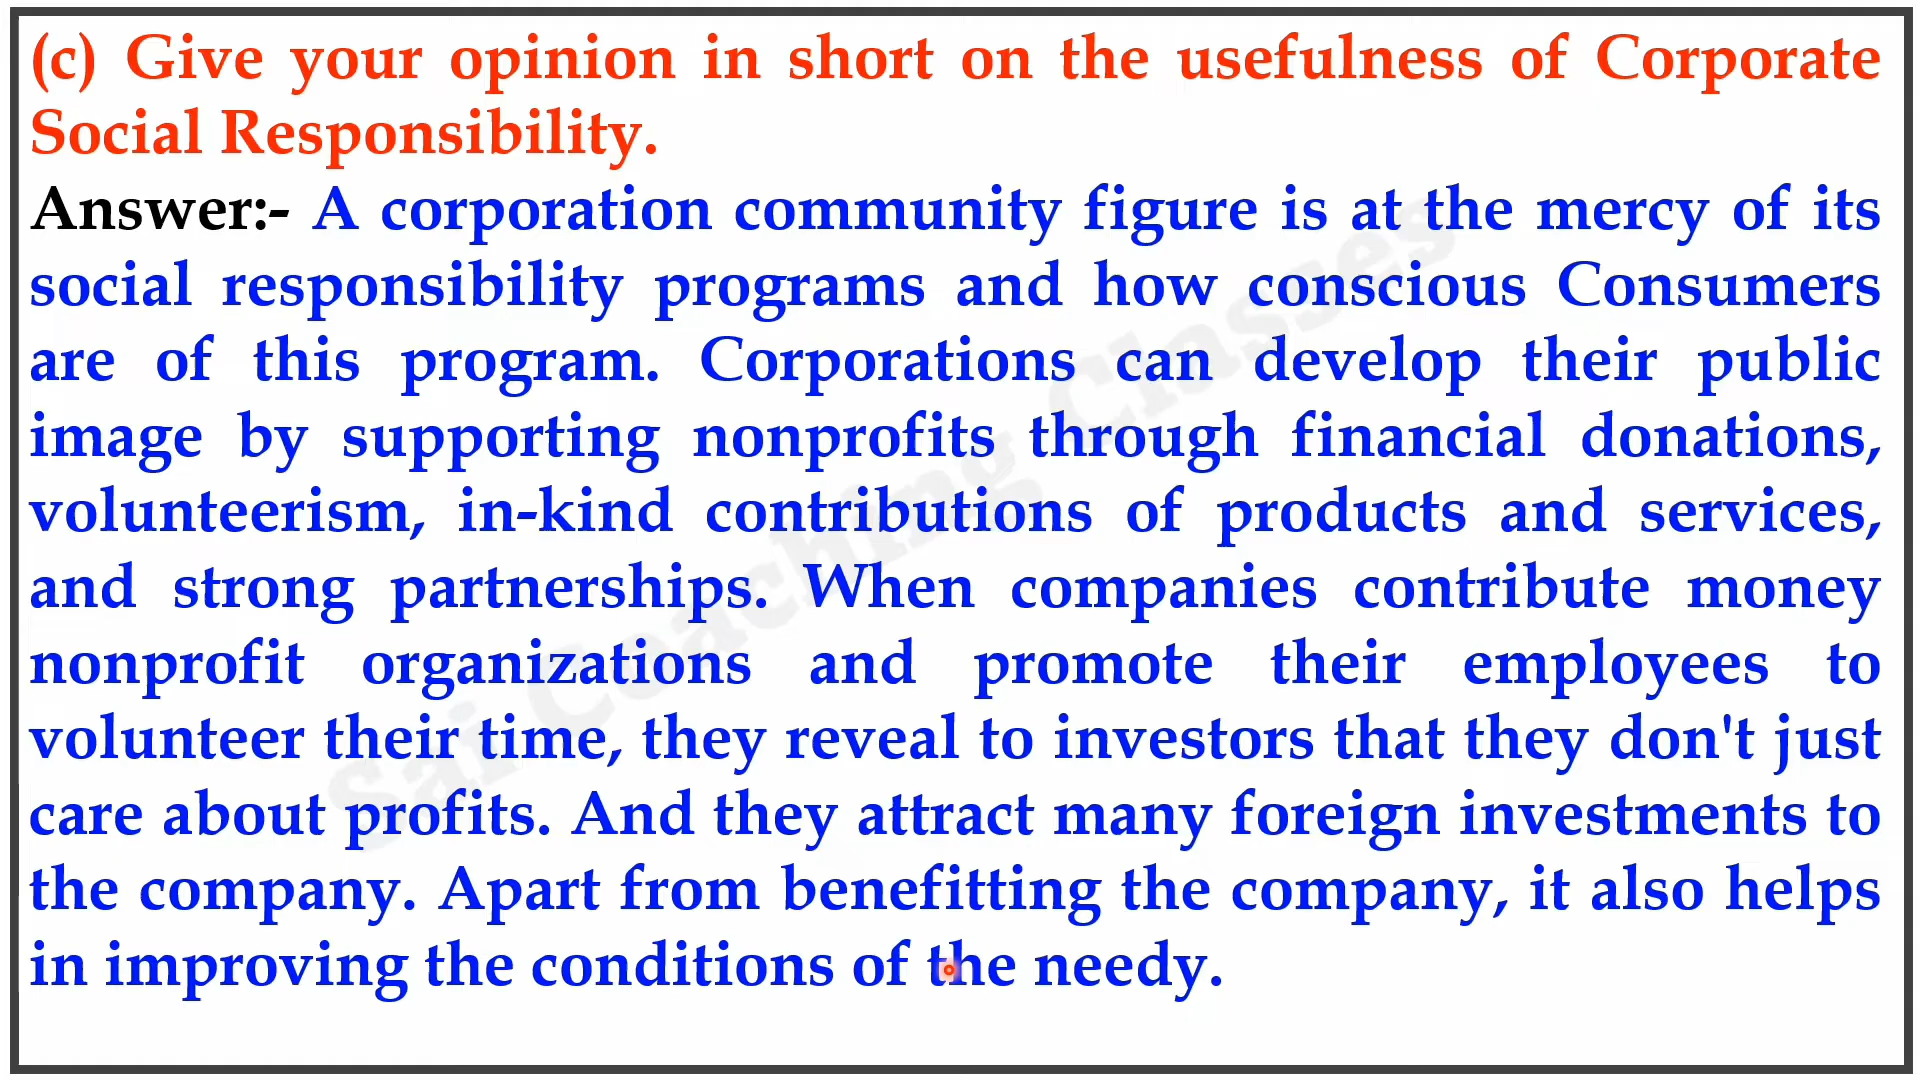 (c) Give your opinion in short on the usefulness of Corporate
Social Responsibility.
Answer:- A corporation community figure is at the mercy of its
social responsibility programs and how conscious Consumers
are of this program. Corporations can develop their public
image by supporting nonprofits through financial donations,
volunteerism, in-kind contributions of products and services,
and strong partnerships. When companies contribute money
nonprofit organizations and promote their employees to
volunteer their time, they reveal to investors that they don't just
care about profits. And they attract many foreign investments to
the company. Apart from benefitting the company, it also helps
in improving the conditions of the needy.
Sai Coaching Classes